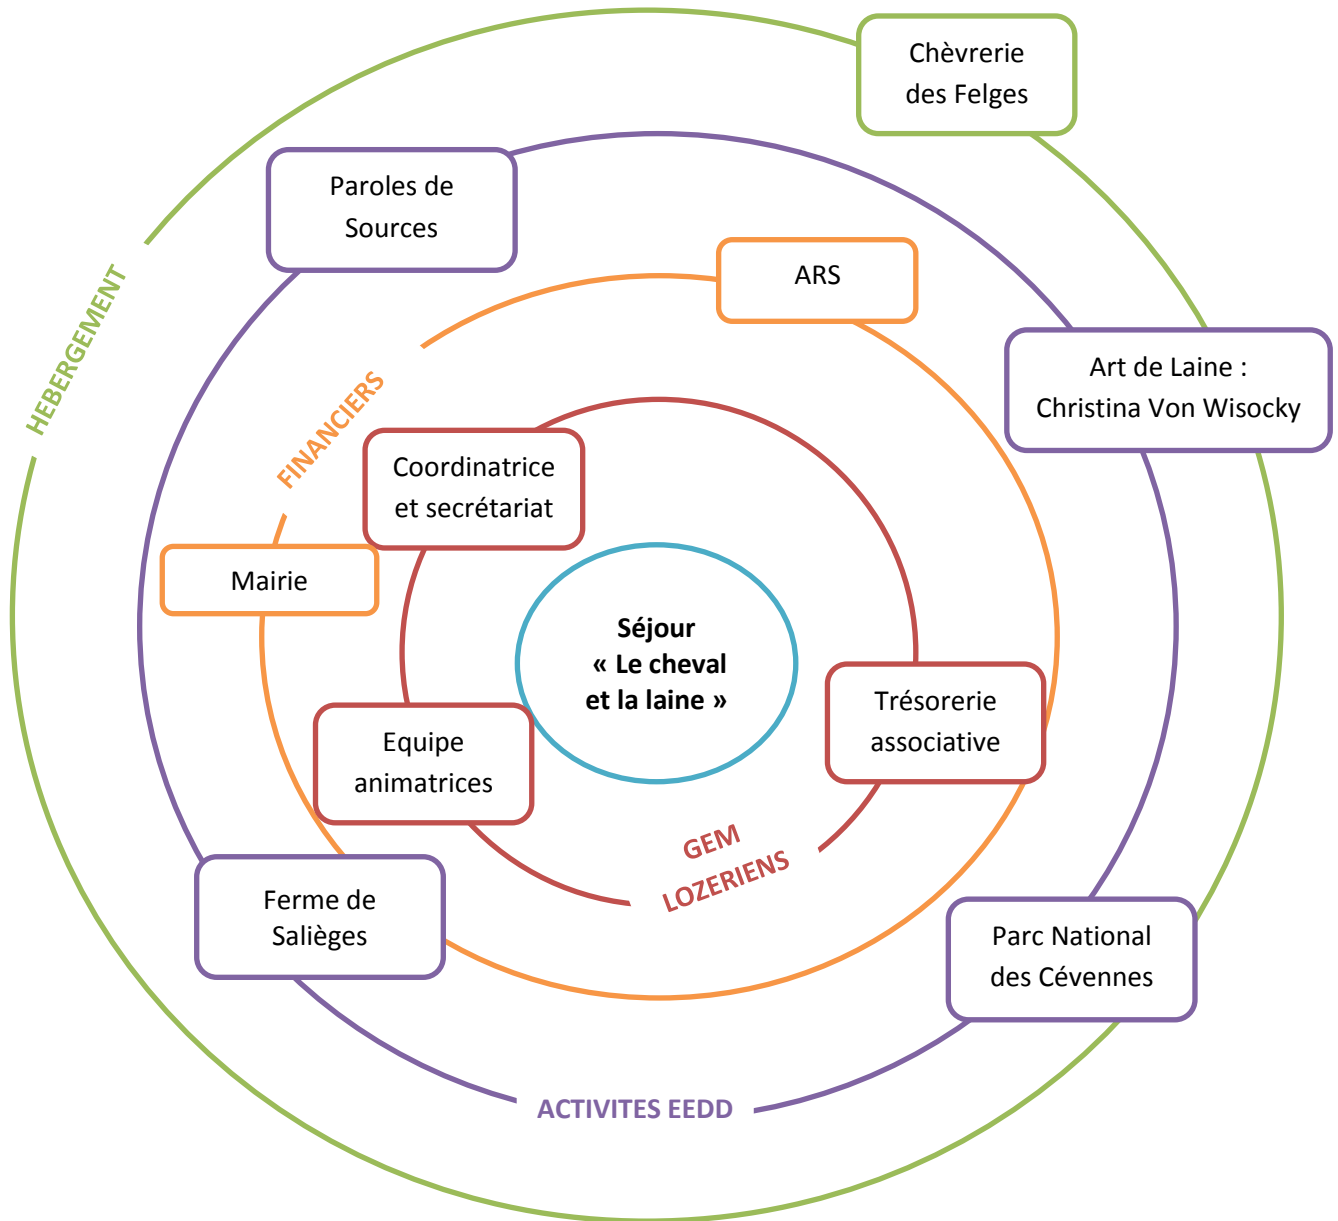 Chèvrerie
des Felges
Paroles de
Sources
ARS
HEBERGEMENT
Art de Laine :
Christina Von Wisocky
FINANCIERS
Coordinatrice
et secrétariat
Mairie
Séjour
« Le cheval
et la laine »
Trésorerie
associative
Equipe
animatrices
GEM
LOZERIENS
Ferme de
Salièges
Parc National
des Cévennes
ACTIVITES EEDD